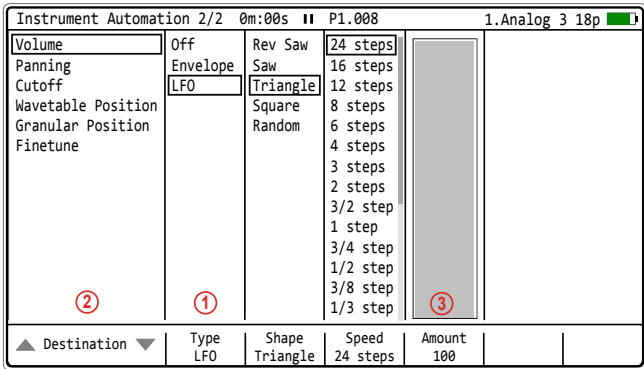 Instrument Automation 2/2 0m:00s P1.008 1.Analog 3 18p
Volume
Panning
Cutoff
Wavetable Position
Granular Position
Finetune
2
Off
Envelope
LFO
1
Rev Saw
Saw
Triangle
Square
Random
24 steps
16 steps
12 steps
8 steps
6 steps
4 steps
3 steps
2 steps
3/2 step
1 step
3/4 step
1/2 step
3/8 step
1/3 step
3
Destination
Type
LFO
Shape
Triangle
Speed
24 steps
Amount
100